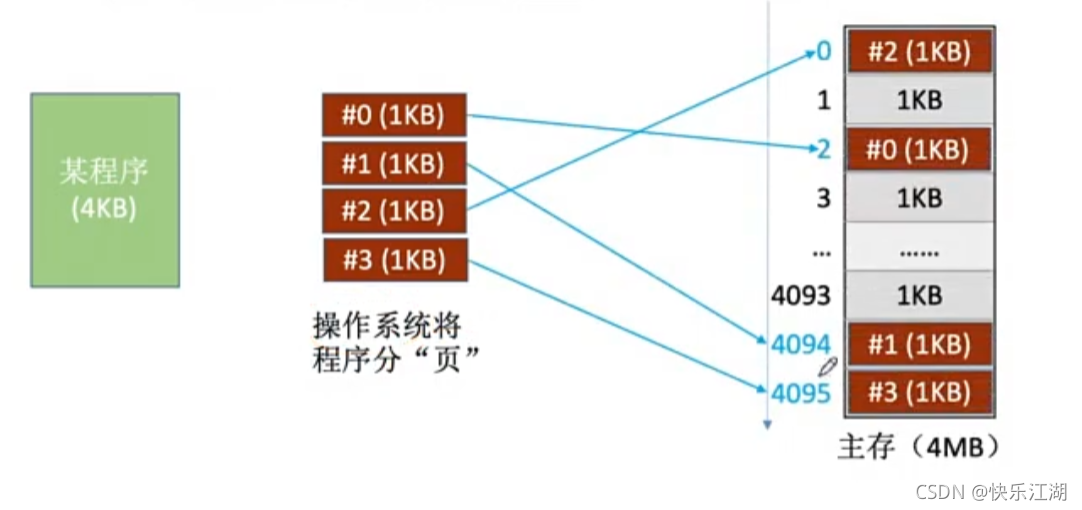 某程序
(4KB)
#0 (1KB)
#1 (1KB)
#2 (1KB)
#3 (1KB)
操作系统将
程序分“页”
0
#2 (1KB)
1
1KB
2
#0 (1KB)
3
1KB
...
......
4093
1KB
4094
#1 (1KB)
4095
#3 (1KB)
主存（4MB）
CSDN @快乐江湖